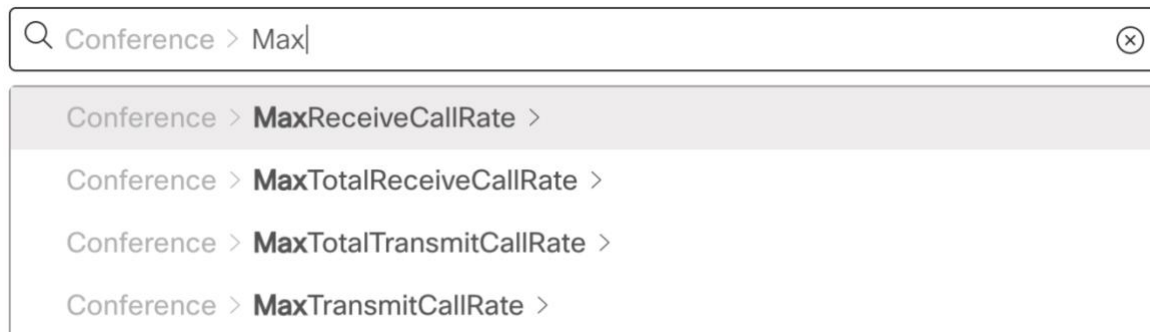 Conference > Max
Conference > MaxReceiveCallRate >
Conference > MaxTotalReceiveCallRate >
Conference > MaxTotalTransmitCallRate >
Conference > MaxTransmitCallRate >